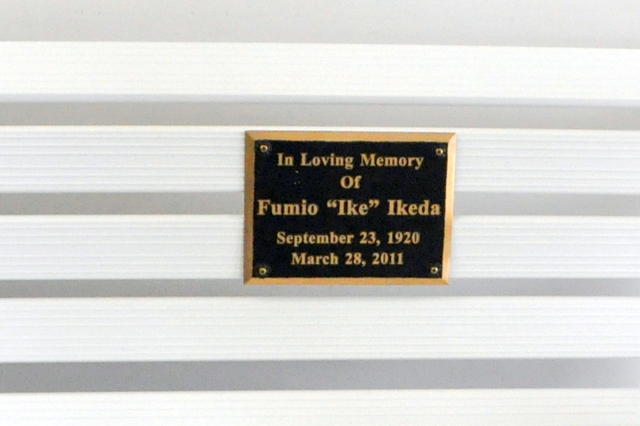 In Loving Memory
Of
Fumio “Ike” Ikeda
September 23, 1920
March 28, 2011